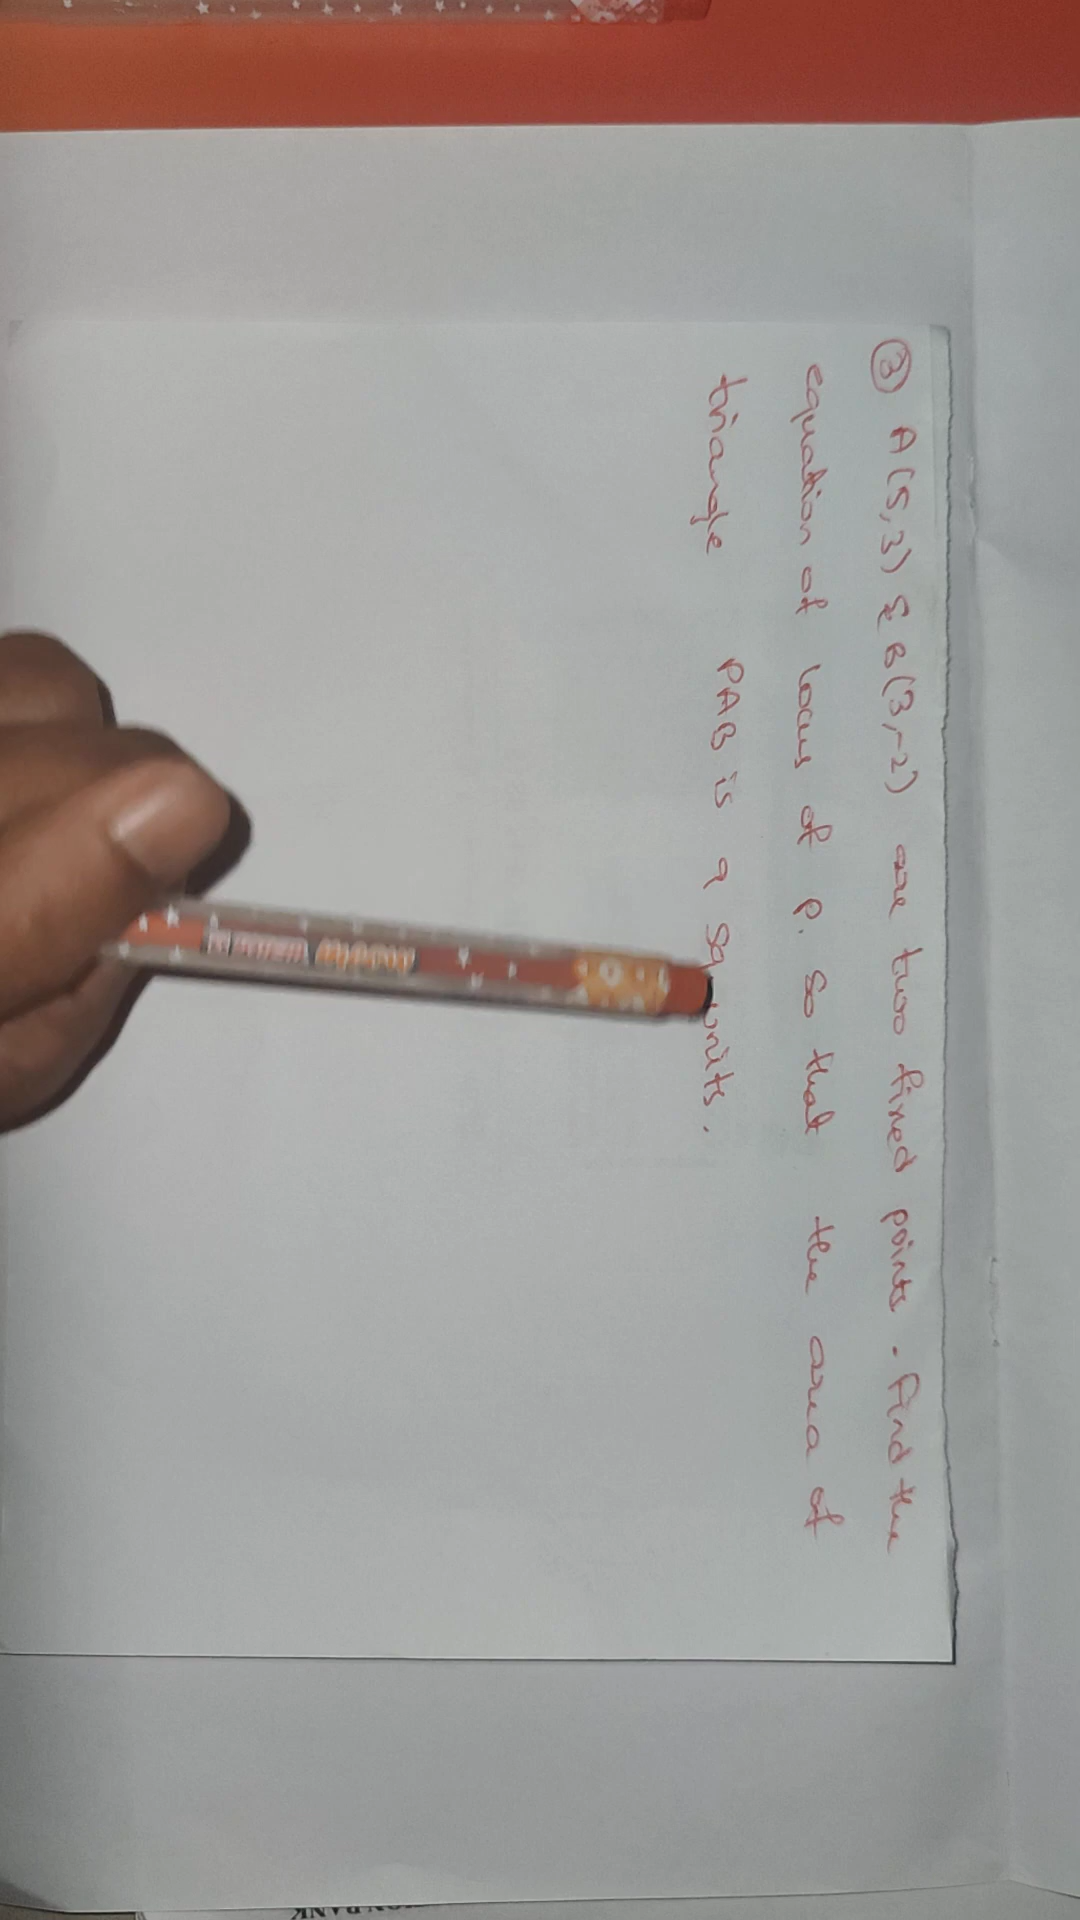 ③ A(5,3) & B(3,-2) are two fixed points. Find the
equation of locus of P. so that the area of
triangle PAB is 9 sq units.